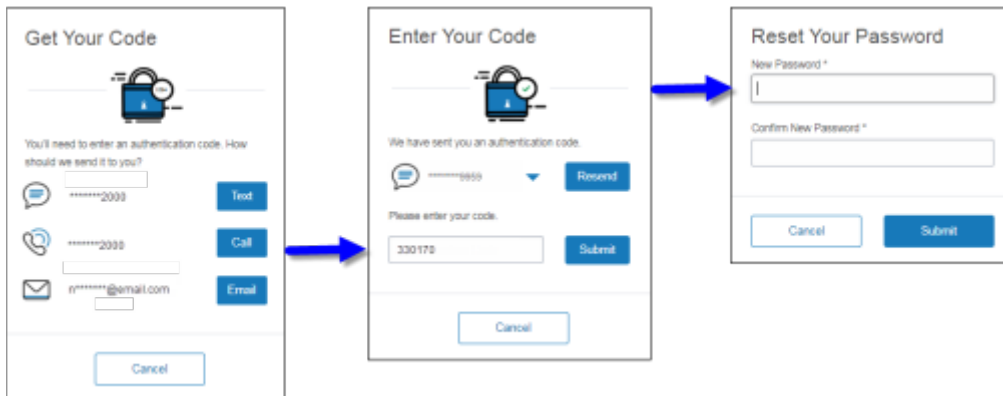 Get Your Code
You'll need to enter an authentication code. How
should we send it to you?
********2000
Text
********2000
Call
n*******@email.com
Email
Cancel
Enter Your Code
We have sent you an authentication code.
Resend
Please enter your code.
330170
Submit
Cancel
Reset Your Password
New Password *
Confirm New Password *
Cancel
Submit